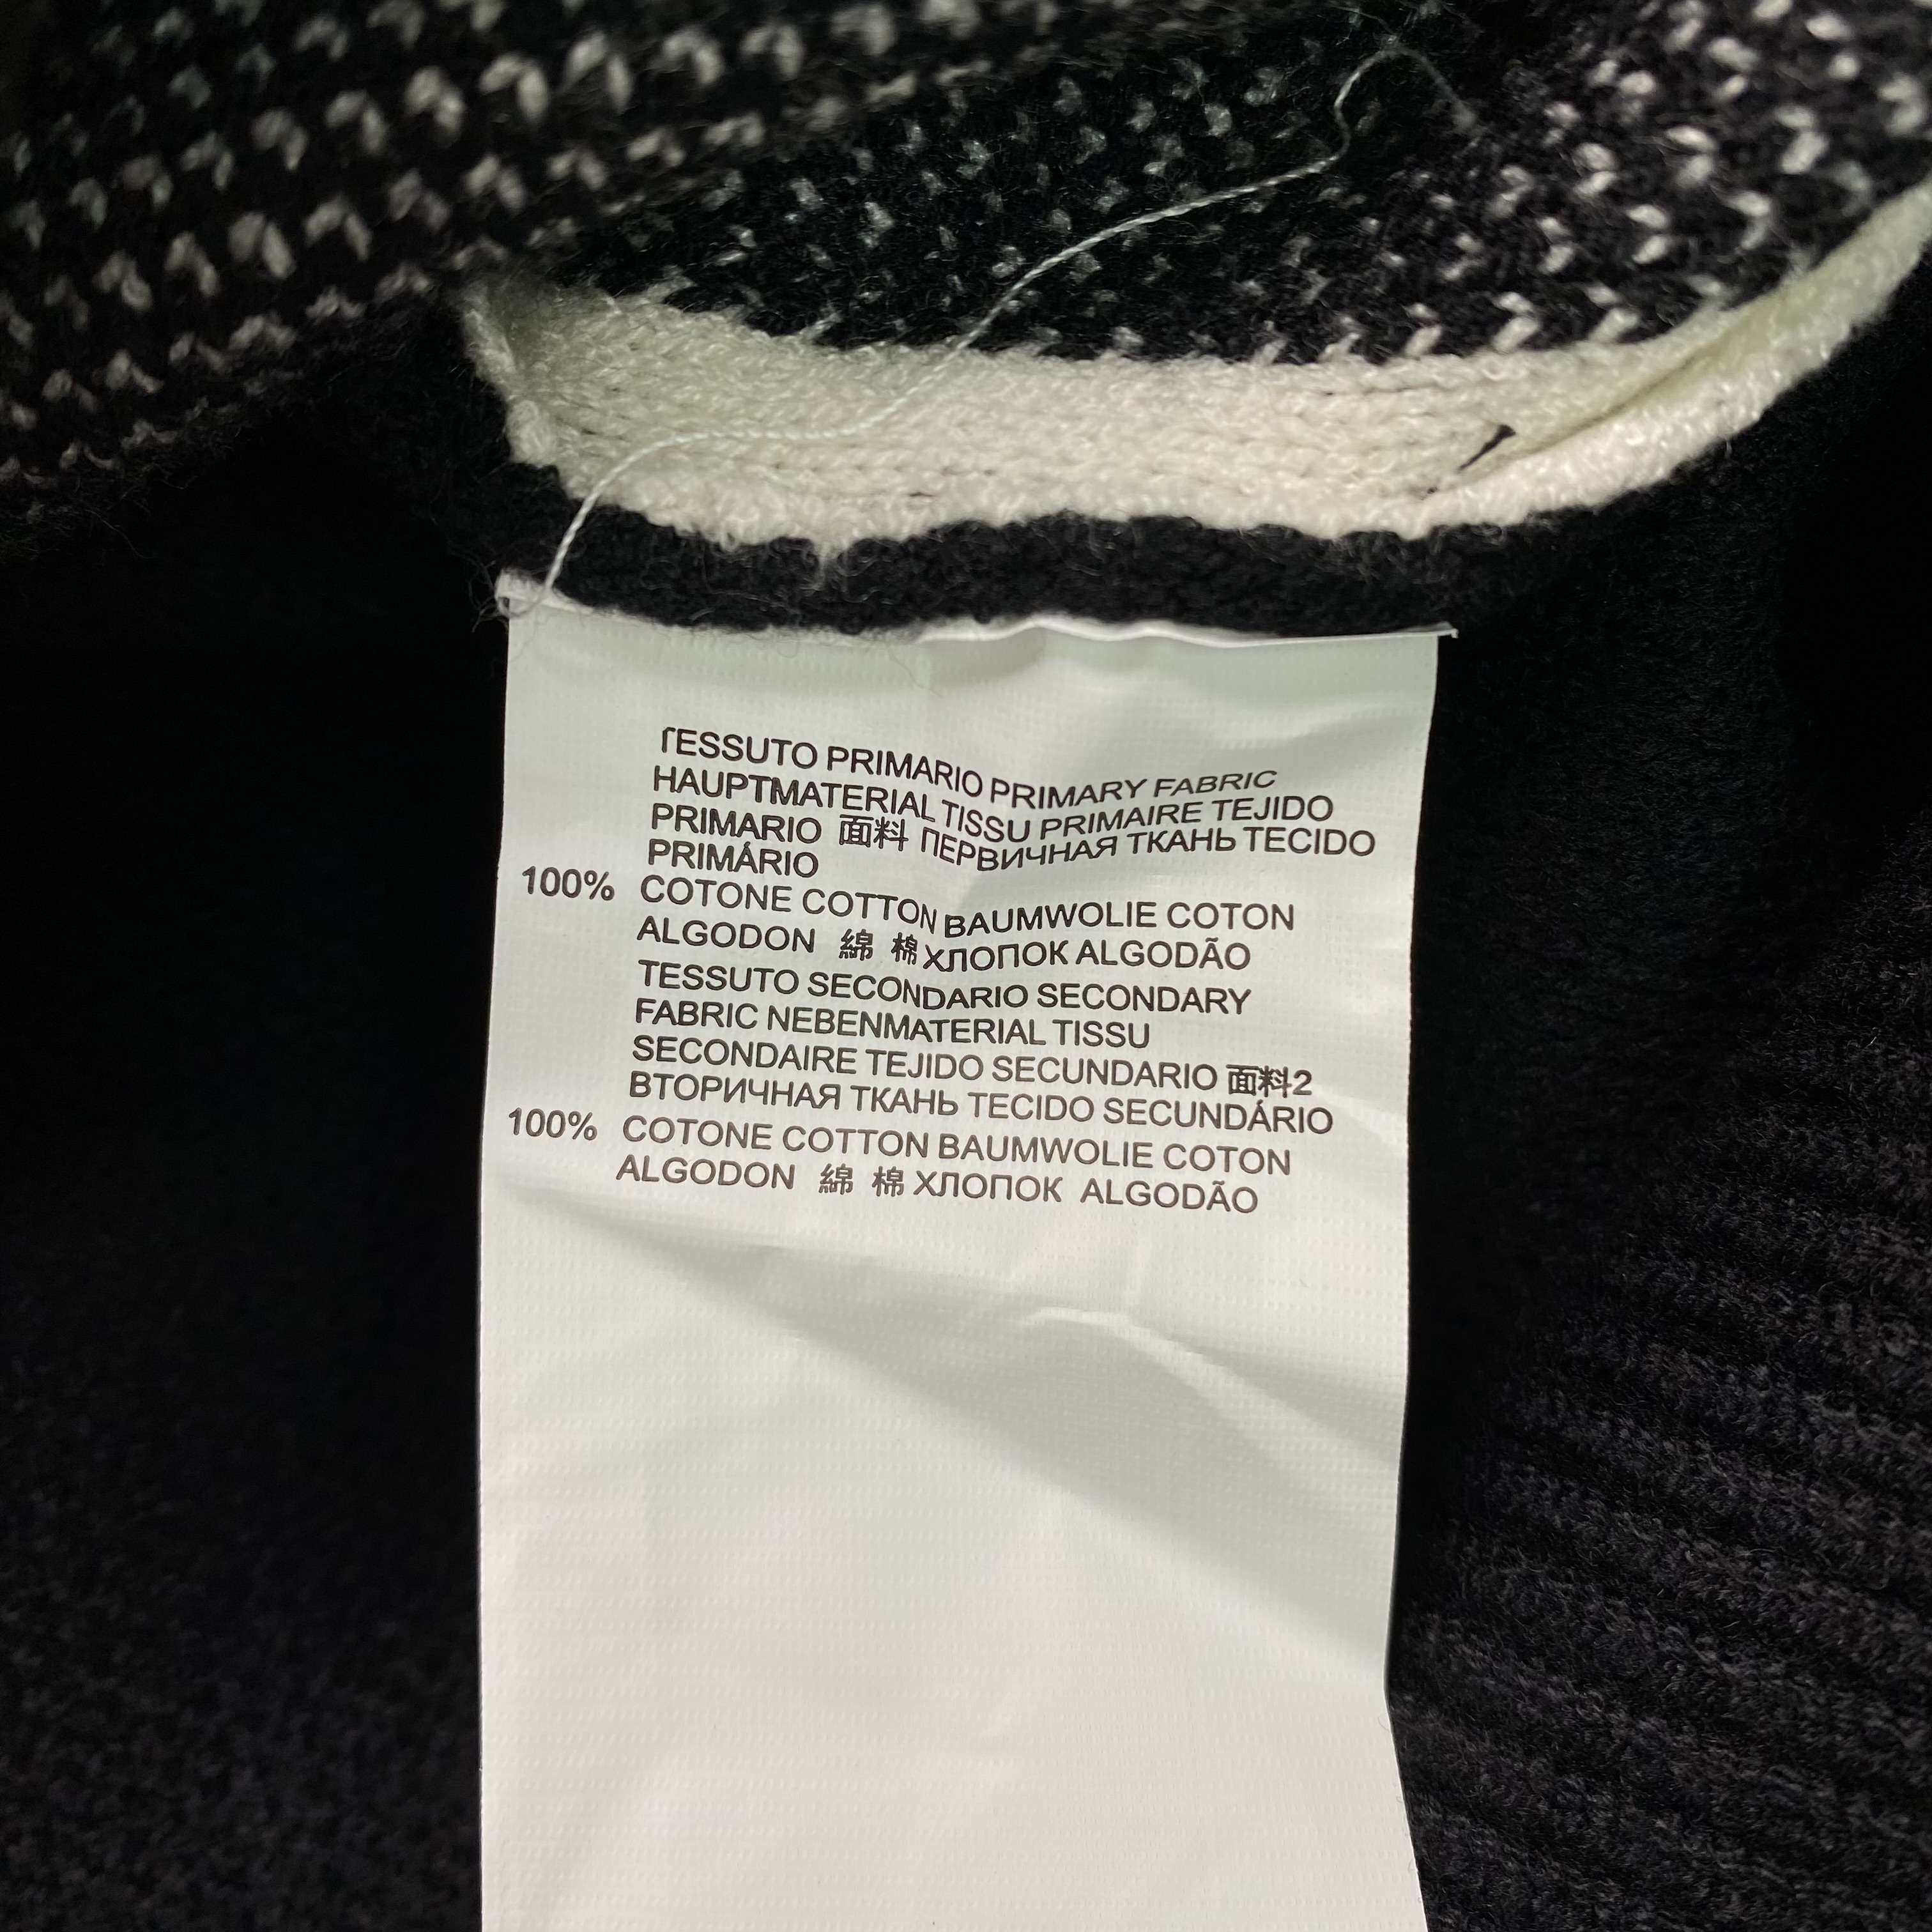 TESSUTO PRIMARIO PRIMARY FABRIC
HAUPTMATERIAL TISSU PRIMAIRE TEJIDO
PRIMARIO 面料 ПЕРВИЧНАЯ ТКАНЬ TECIDO
PRIMÁRIO
100% COTONE COTTON BAUMWOLIE COTON
ALGODON 綿 棉 ХЛОПОК ALGODÃO
TESSUTO SECONDARIO SECONDARY
FABRIC NEBENMATERIAL TISSU
SECONDAIRE TEJIDO SECUNDARIO 面料2
ВТОРИЧНАЯ ТКАНЬ TECIDO SECUNDÁRIO
100% COTONE COTTON BAUMWOLIE COTON
ALGODON 綿 棉 ХЛОПОК ALGODÃO